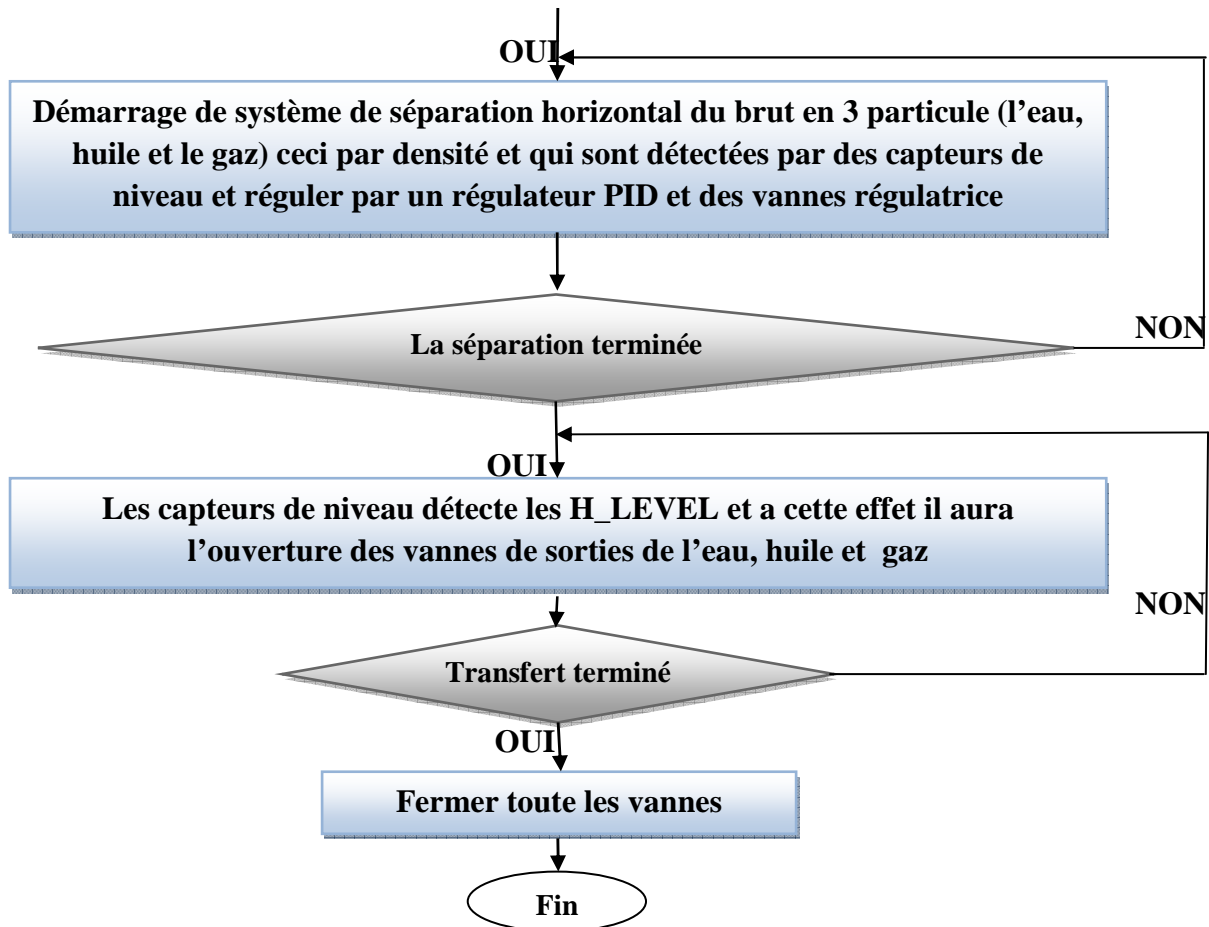 OUI
Démarrage de système de séparation horizontal du brut en 3 particule (l’eau,
huile et le gaz) ceci par densité et qui sont détectées par des capteurs de
niveau et réguler par un régulateur PID et des vannes régulatrice
La séparation terminée
NON
OUI
Les capteurs de niveau détecte les H_LEVEL et a cette effet il aura
l’ouverture des vannes de sorties de l’eau, huile et gaz
NON
Transfert terminé
OUI
Fermer toute les vannes
Fin